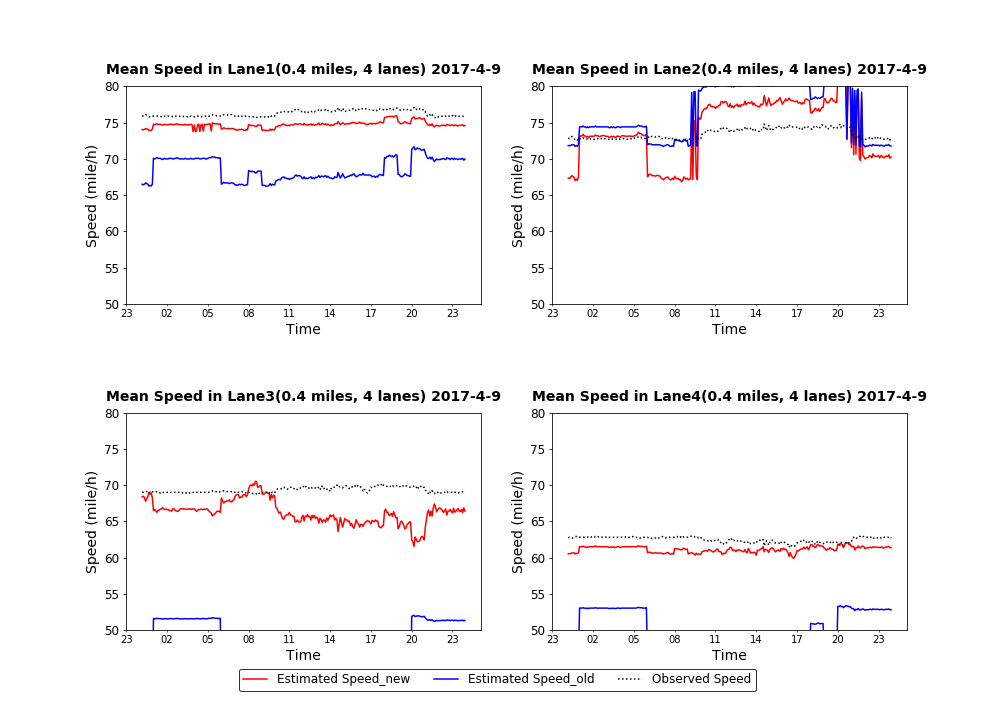 Mean Speed in Lane1(0.4 miles, 4 lanes) 2017-4-9
80
75
70
65
60
55
50
Speed (mile/h)
23 02 05 08 11 14 17 20 23
Time
Mean Speed in Lane2(0.4 miles, 4 lanes) 2017-4-9
80
75
70
65
60
55
50
Speed (mile/h)
23 02 05 08 11 14 17 20 23
Time
Mean Speed in Lane3(0.4 miles, 4 lanes) 2017-4-9
80
75
70
65
60
55
50
Speed (mile/h)
23 02 05 08 11 14 17 20 23
Time
Mean Speed in Lane4(0.4 miles, 4 lanes) 2017-4-9
80
75
70
65
60
55
50
Speed (mile/h)
23 02 05 08 11 14 17 20 23
Time
Estimated Speed_new Estimated Speed_old Observed Speed